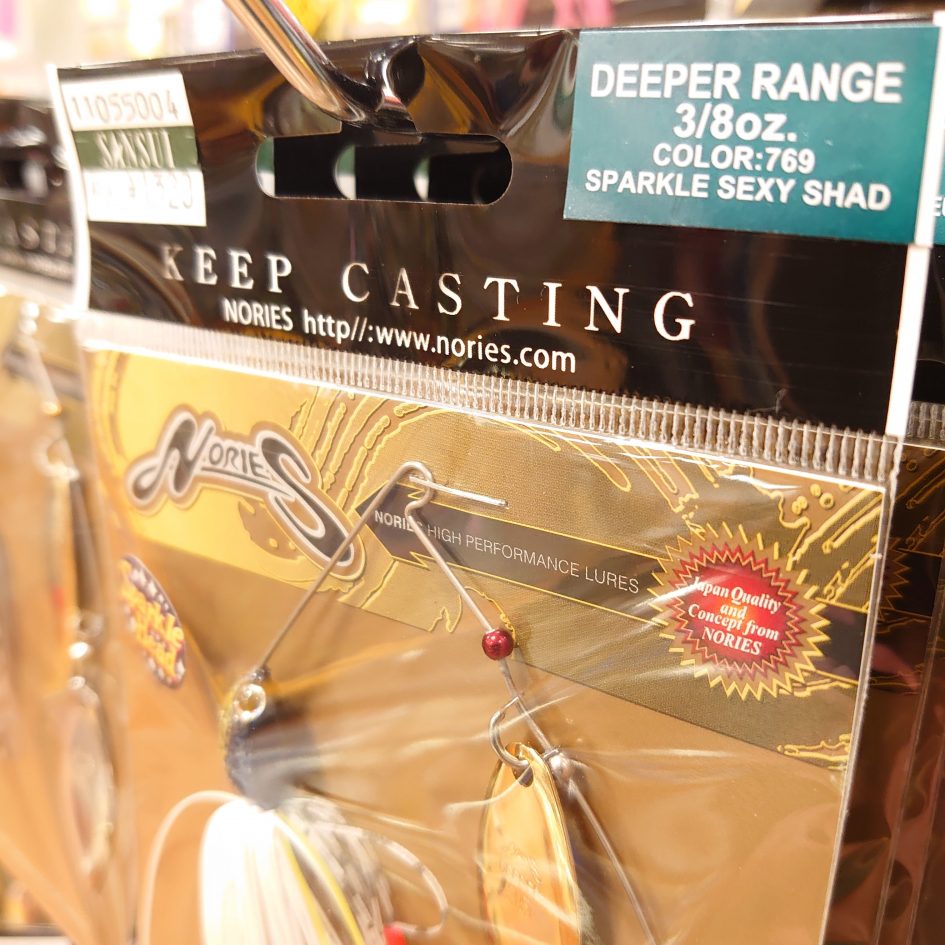 11055004
SANSUI
DEEPER RANGE
3/8oz.
COLOR:769
SPARKLE SEXY SHAD
KEEP CASTING
NORIES http//:www.nories.com
NORIES
NORIES HIGH PERFORMANCE LURES
Japan Quality
and
Concept from
NORIES